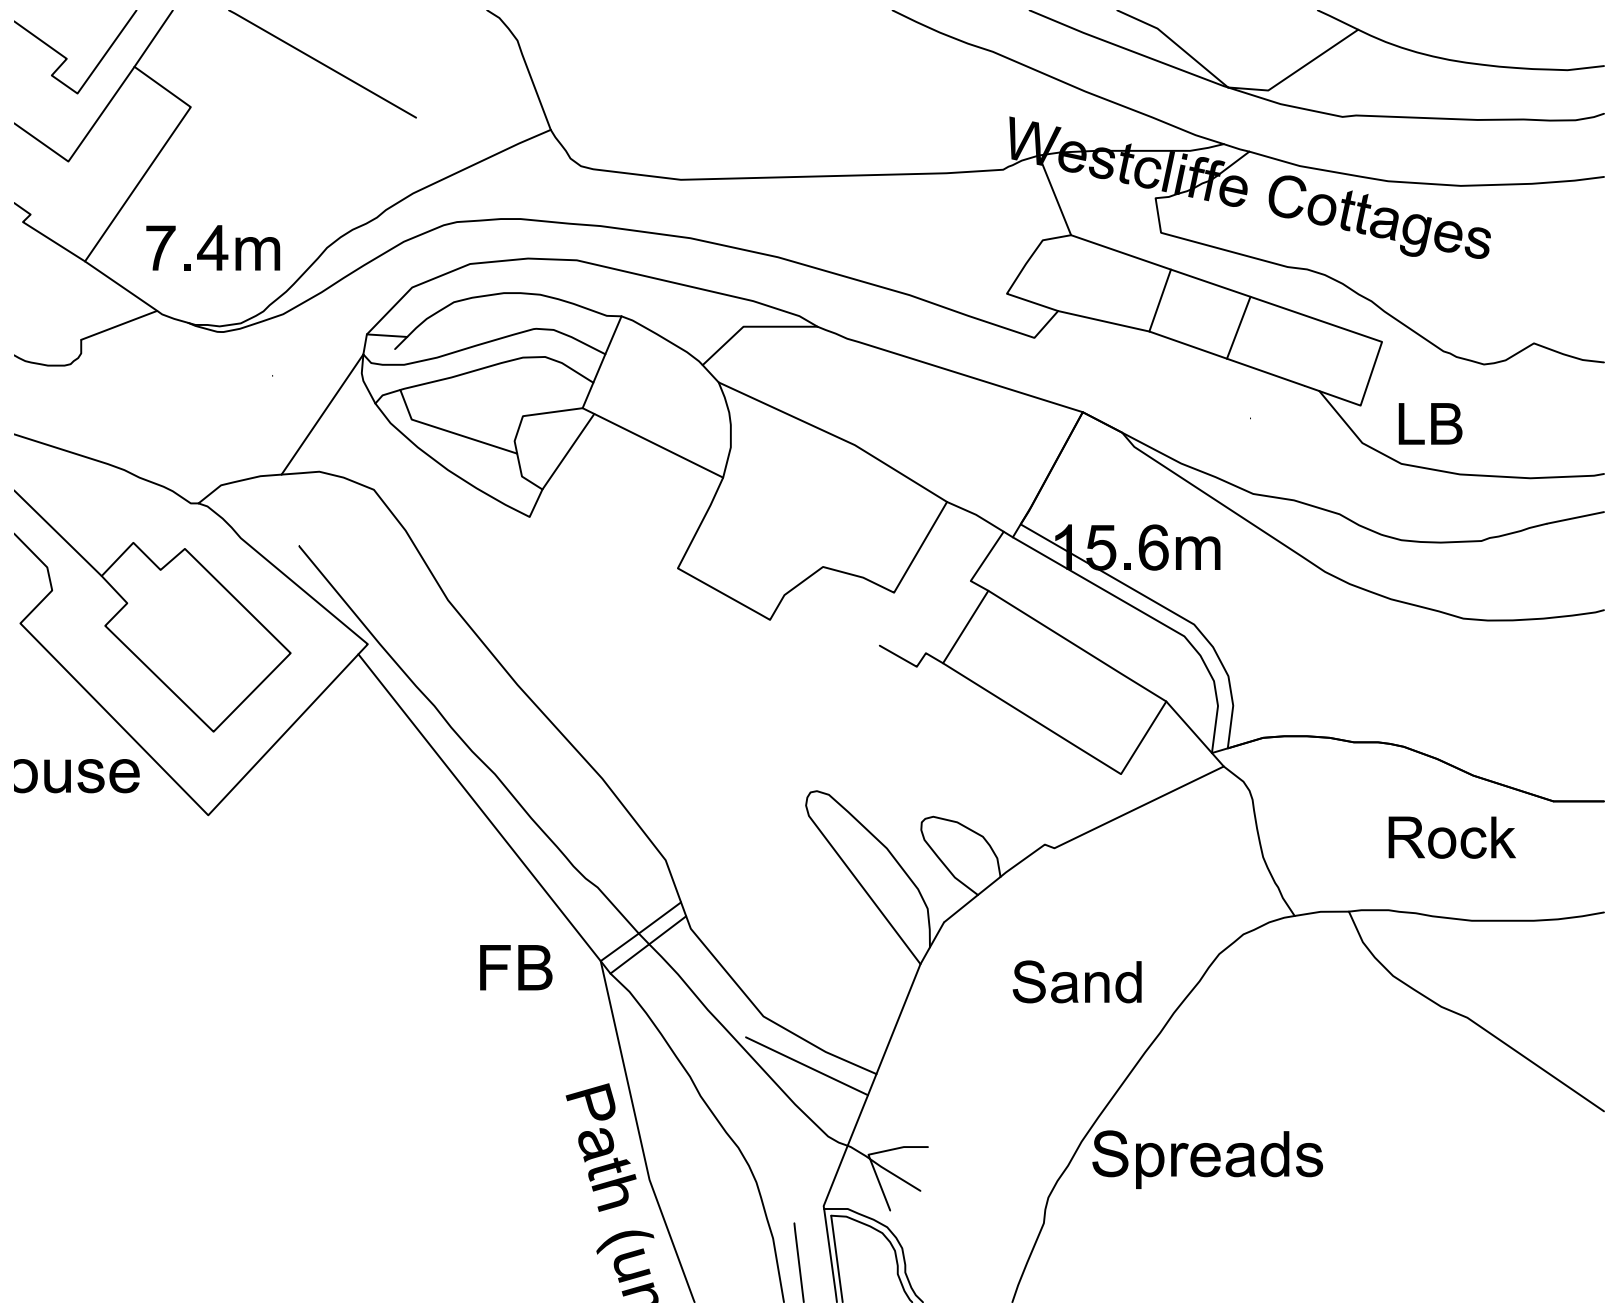 Westcliffe Cottages
7.4m
LB
15.6m
ouse
Rock
FB
Sand
Path (un
Spreads